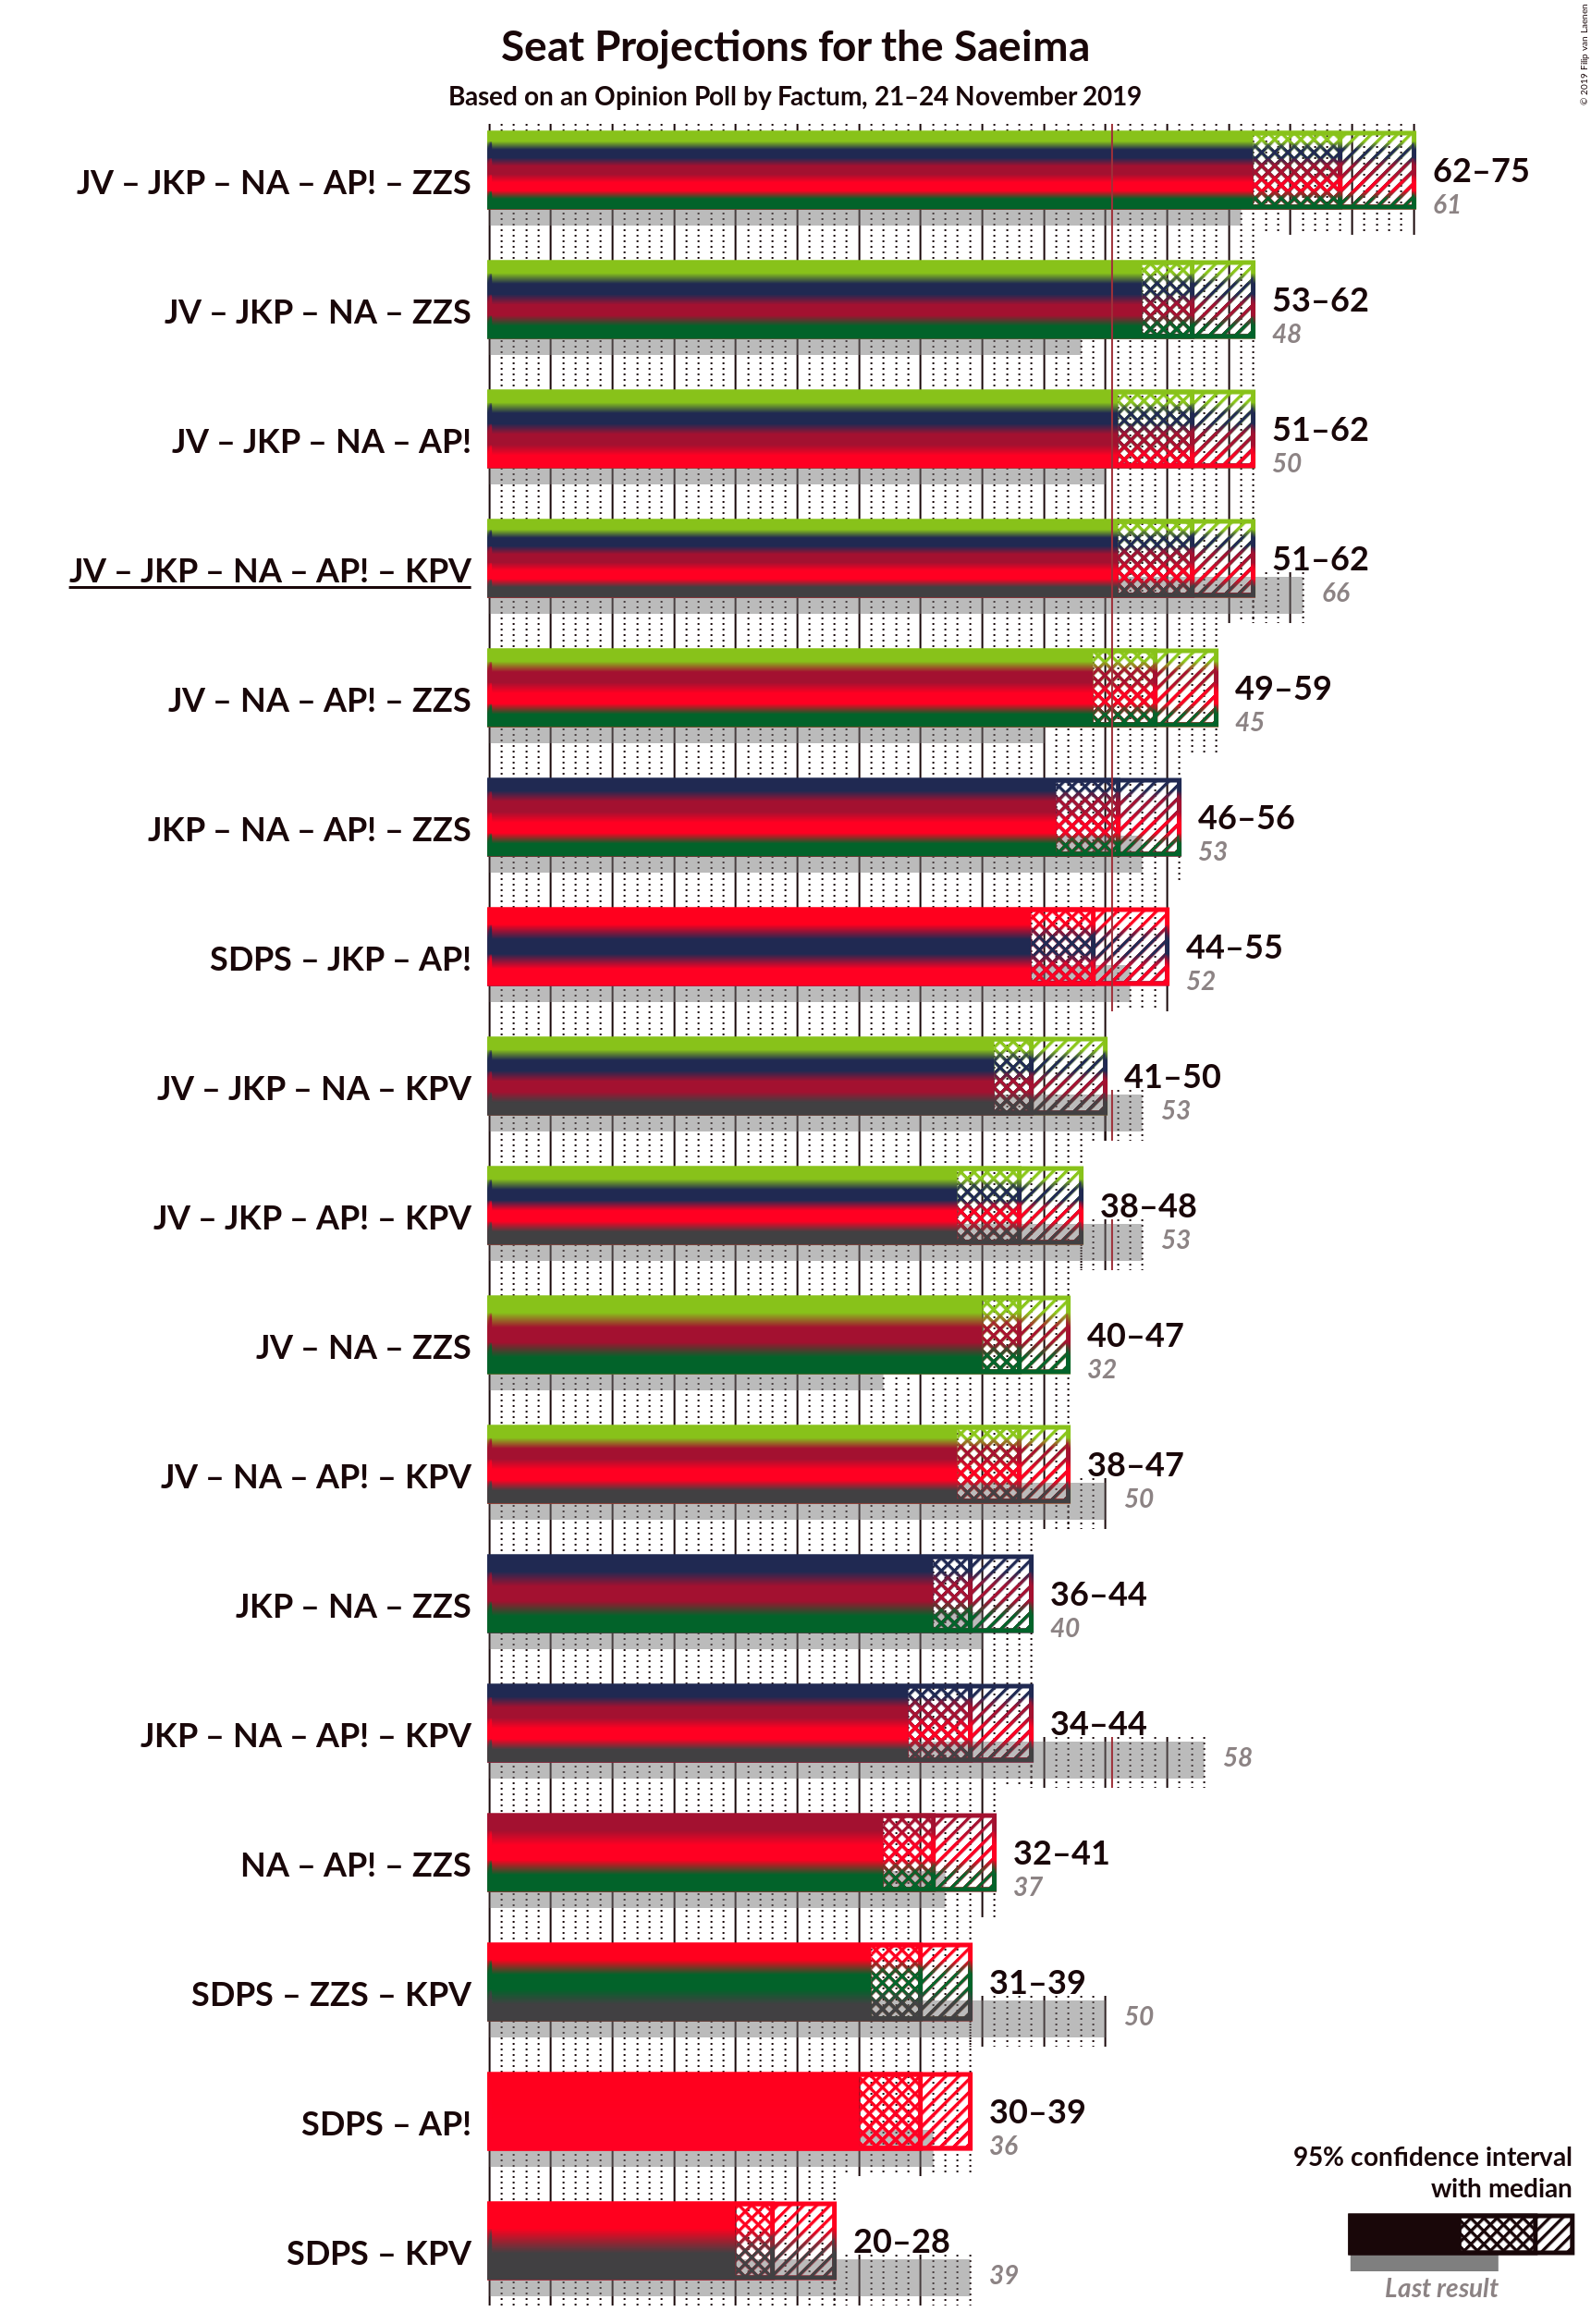 Seat Projections for the Saeima
Based on an Opinion Poll by Factum, 21–24 November 2019
© 2019 Filip van Laenen
JV – JKP – NA – AP! – ZZS
62–75
61
JV – JKP – NA – ZZS
53–62
48
JV – JKP – NA – AP!
51–62
50
JV – JKP – NA – AP! – KPV
51–62
66
JV – NA – AP! – ZZS
49–59
45
JKP – NA – AP! – ZZS
46–56
53
SDPS – JKP – AP!
44–55
52
JV – JKP – NA – KPV
41–50
53
JV – JKP – AP! – KPV
38–48
53
JV – NA – ZZS
40–47
32
JV – NA – AP! – KPV
38–47
50
JKP – NA – ZZS
36–44
40
JKP – NA – AP! – KPV
34–44
58
NA – AP! – ZZS
32–41
37
SDPS – ZZS – KPV
31–39
50
SDPS – AP!
30–39
36
SDPS – KPV
20–28
39
95% confidence interval
with median
Last result